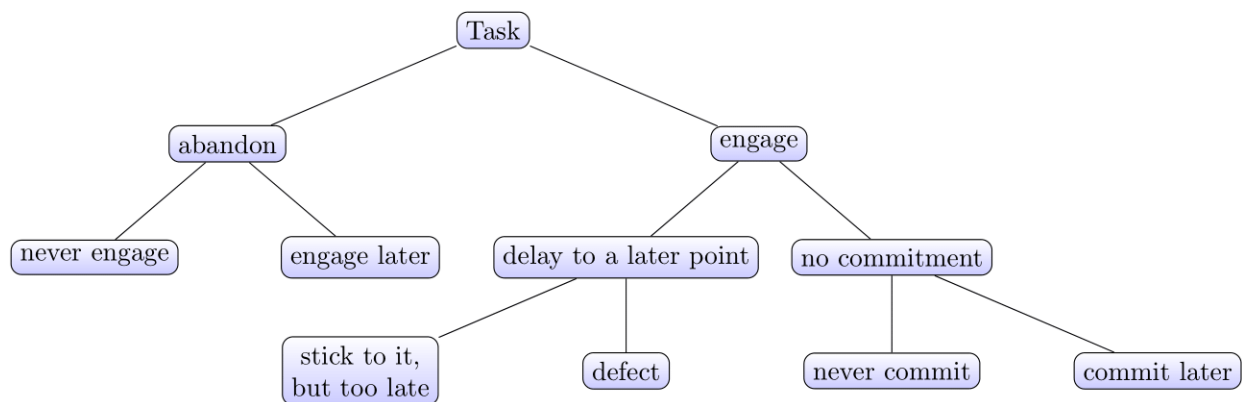 Task
abandon
engage
never engage
engage later
delay to a later point
no commitment
stick to it,
but too late
defect
never commit
commit later